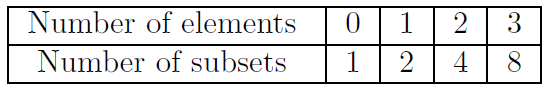 Number of elements 0 1 2 3
Number of subsets 1 2 4 8